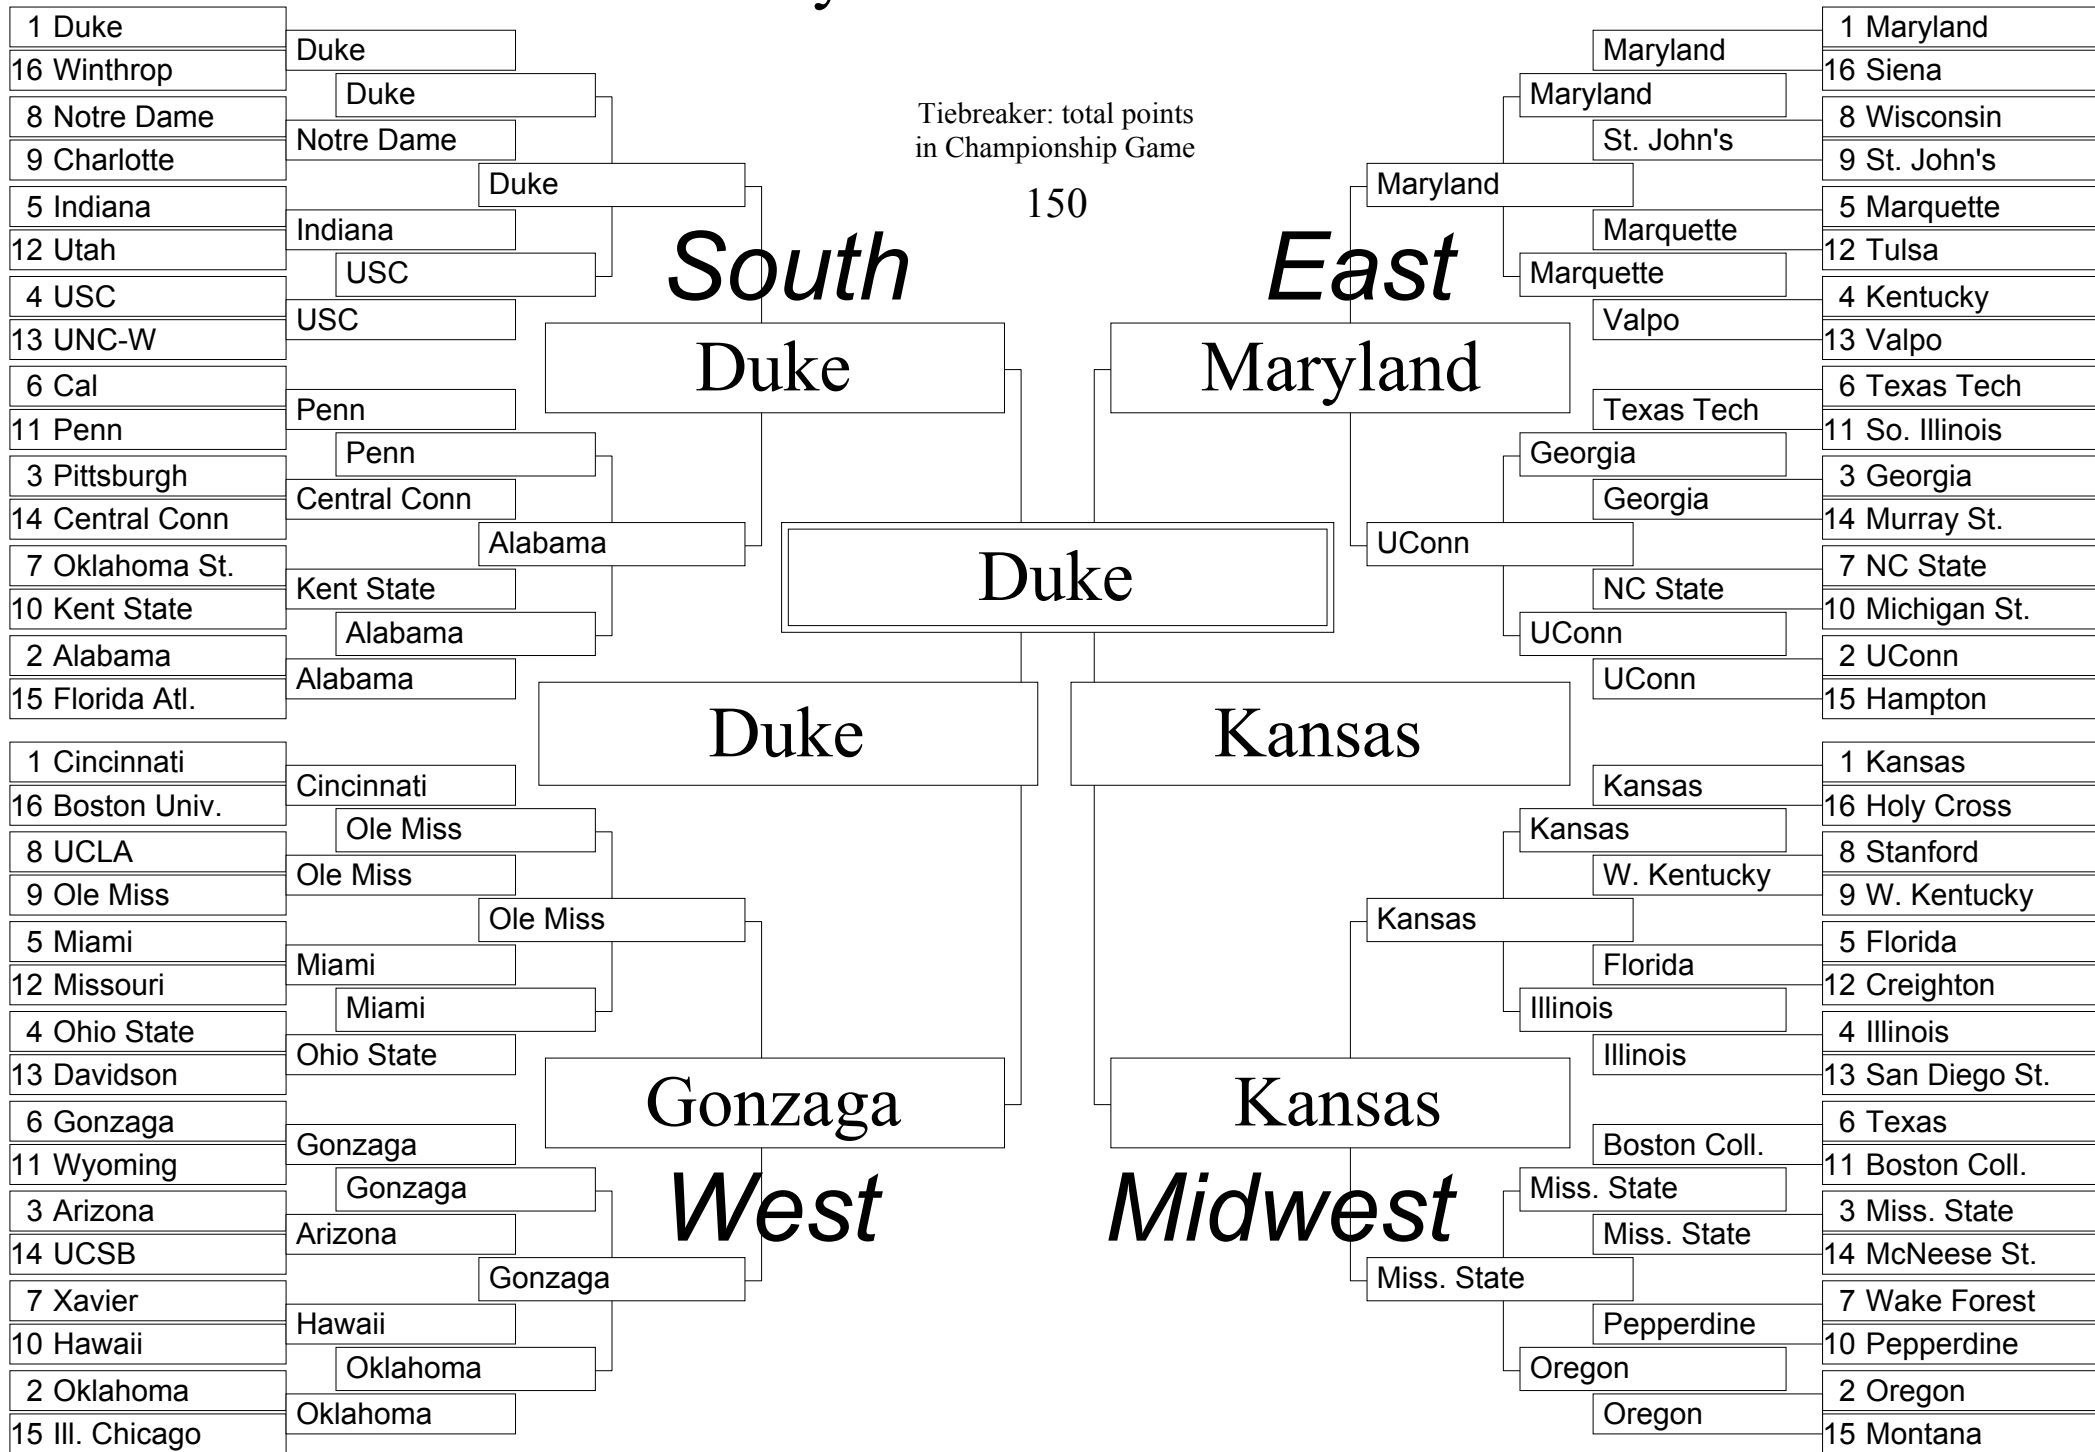 1 Duke
16 Winthrop
8 Notre Dame
9 Charlotte
5 Indiana
12 Utah
4 USC
13 UNC-W
6 Cal
11 Penn
3 Pittsburgh
14 Central Conn
7 Oklahoma St.
10 Kent State
2 Alabama
15 Florida Atl.
Duke
Notre Dame
Indiana
USC
Penn
Central Conn
Kent State
Alabama
Duke
USC
Penn
Alabama
Duke
Alabama
South
Duke
1 Cincinnati
16 Boston Univ.
8 UCLA
9 Ole Miss
5 Miami
12 Missouri
4 Ohio State
13 Davidson
6 Gonzaga
11 Wyoming
3 Arizona
14 UCSB
7 Xavier
10 Hawaii
2 Oklahoma
15 Ill. Chicago
Cincinnati
Ole Miss
Miami
Ohio State
Gonzaga
Arizona
Hawaii
Oklahoma
Ole Miss
Miami
Gonzaga
Oklahoma
Ole Miss
Gonzaga
Gonzaga
West
Tiebreaker: total points
in Championship Game
150
Duke
Duke
Kansas
East
Maryland
Maryland
UConn
Maryland
Marquette
Georgia
UConn
Maryland
St. John's
Marquette
Valpo
Texas Tech
Georgia
NC State
UConn
1 Maryland
16 Siena
8 Wisconsin
9 St. John's
5 Marquette
12 Tulsa
4 Kentucky
13 Valpo
6 Texas Tech
11 So. Illinois
3 Georgia
14 Murray St.
7 NC State
10 Michigan St.
2 UConn
15 Hampton
Kansas
Midwest
Kansas
Miss. State
Kansas
Illinois
Miss. State
Oregon
Kansas
W. Kentucky
Florida
Illinois
Boston Coll.
Miss. State
Pepperdine
Oregon
1 Kansas
16 Holy Cross
8 Stanford
9 W. Kentucky
5 Florida
12 Creighton
4 Illinois
13 San Diego St.
6 Texas
11 Boston Coll.
3 Miss. State
14 McNeese St.
7 Wake Forest
10 Pepperdine
2 Oregon
15 Montana